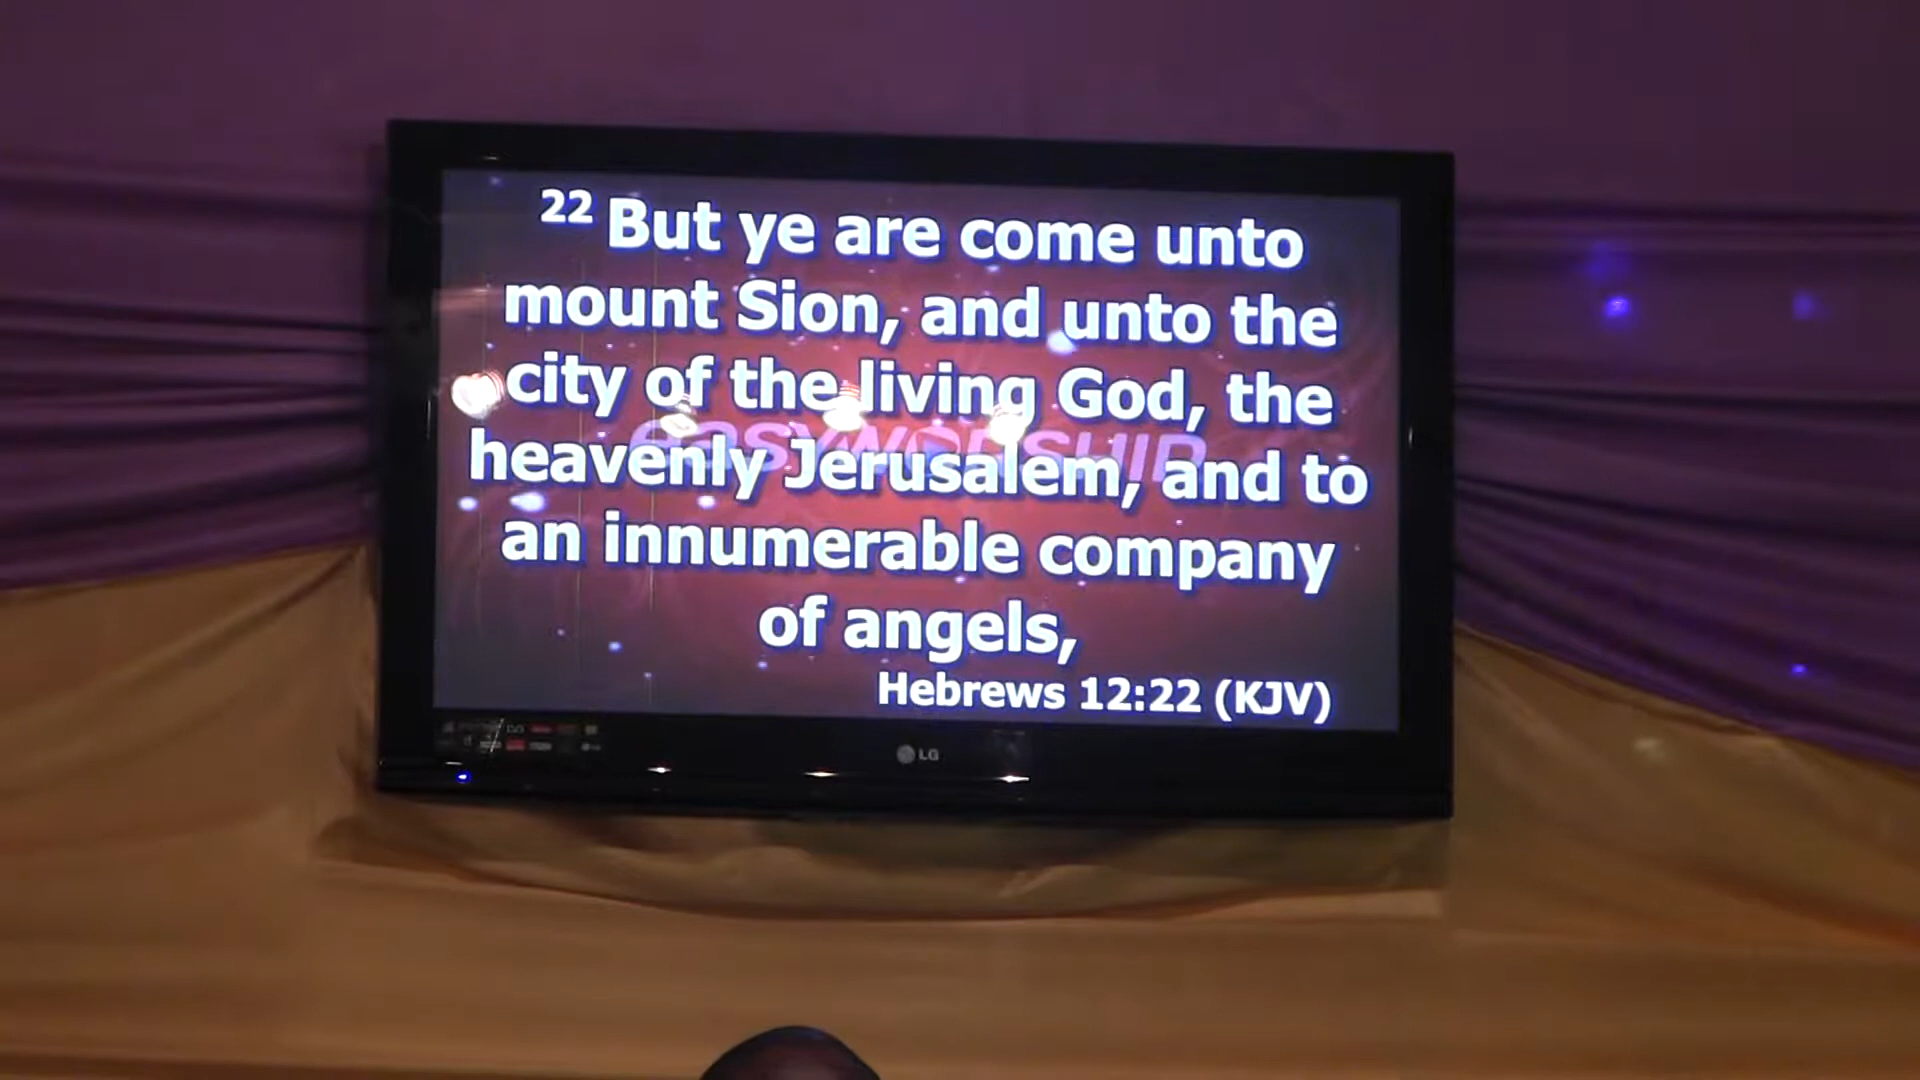 22 But ye are come unto
mount Sion, and unto the
city of the living God, the
heavenly Jerusalem, and to
an innumerable company
of angels,
Hebrews 12:22 (KJV)
easyworship
LG